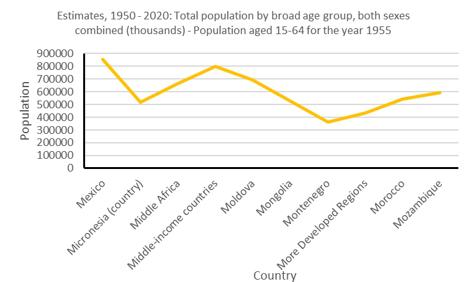 Estimates, 1950 - 2020: Total population by broad age group, both sexes
combined (thousands) - Population aged 15-64 for the year 1955
900000
800000
700000
600000
500000
400000
300000
200000
100000
0
Population
Mexico
Micronesia (country)
Middle Africa
Middle-income countries
Moldova
Mongolia
Montenegro
More Developed Regions
Morocco
Mozambique
Country